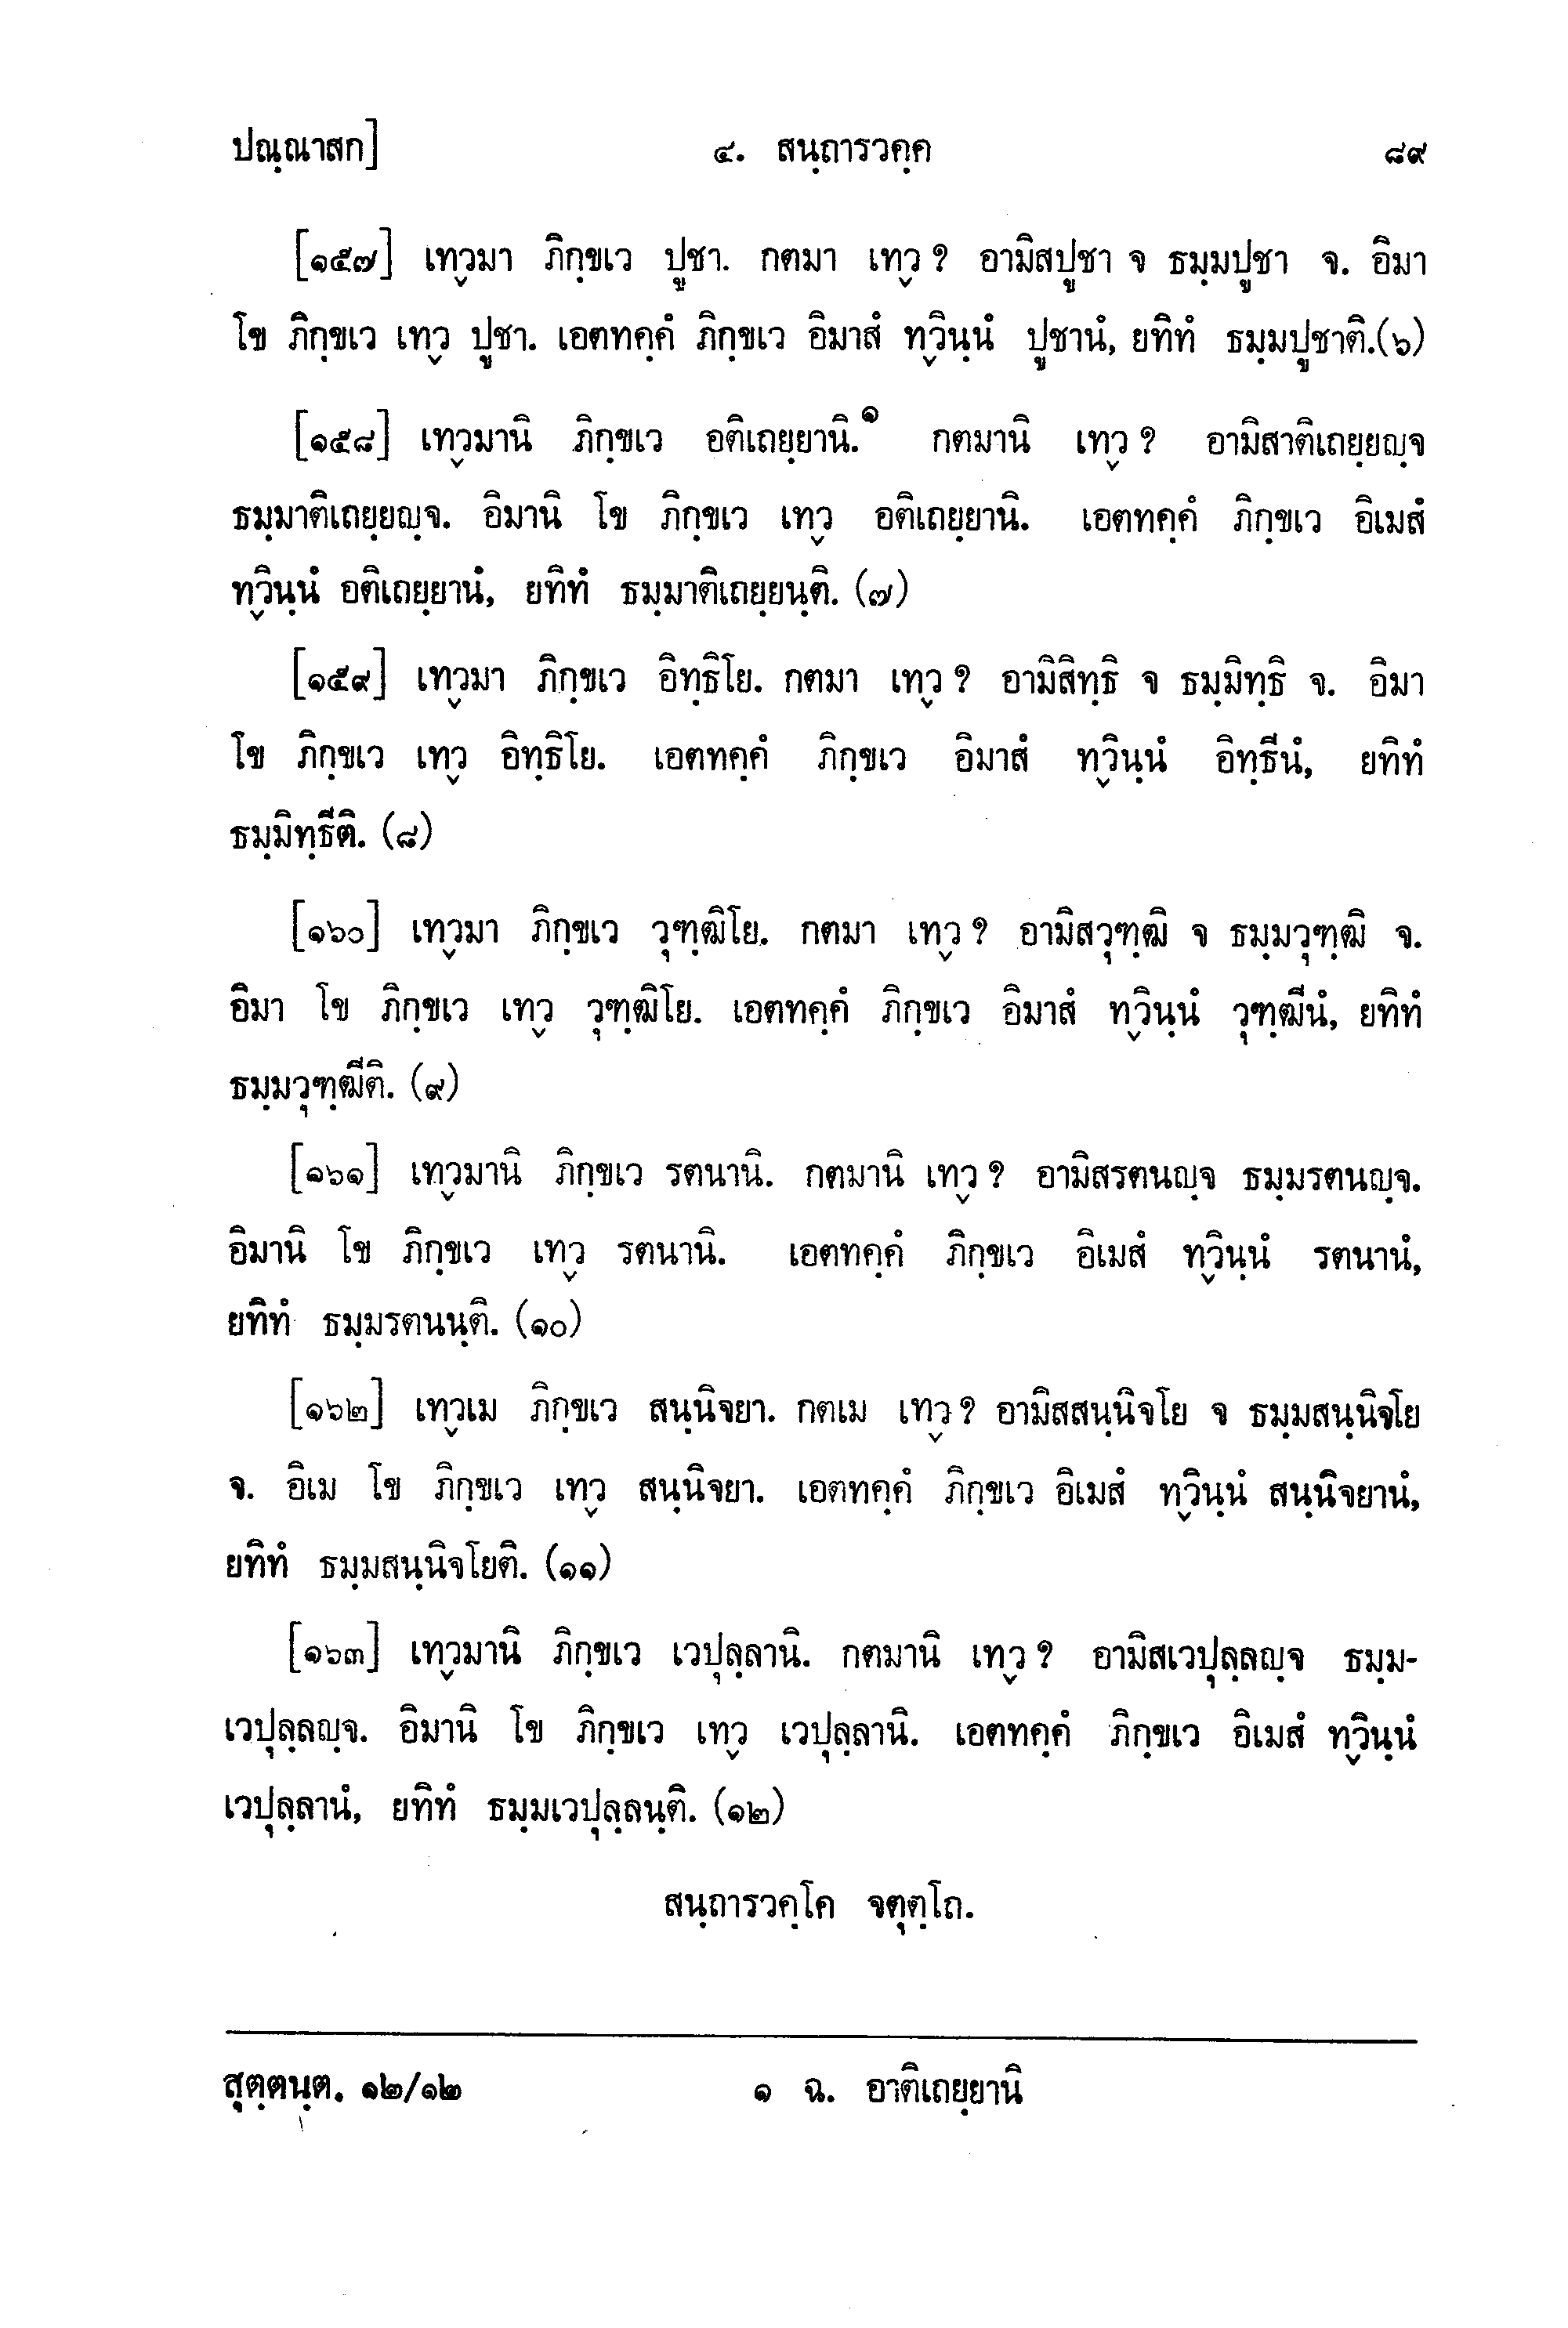 ปณฺณาสก] ๔. สนฺถารวคฺค ๘๙
[๑๕๗] เทฺวมา ภิกฺขเว ปูชา. กตมา เทฺว ? อามิสปูชา จ ธมฺมปูชา จ. อิมา
โข ภิกฺขเว เทฺว ปูชา. เอตทคฺคํ ภิกฺขเว อิมาสํ ทฺวินฺนํ ปูชานํ, ยทิทํ ธมฺมปูชาติ.(๖)
[๑๕๘] เทฺวมานิ ภิกฺขเว อติเถยฺยานิ.๑ กตมานิ เทฺว ? อามิสาติเถยฺยญฺจ
ธมฺมาติเถยฺยญฺจ. อิมานิ โข ภิกฺขเว เทฺว อติเถยฺยานิ. เอตทคฺคํ ภิกฺขเว อิเมสํ
ทฺวินฺนํ อติเถยฺยานํ, ยทิทํ ธมฺมาติเถยฺยนฺติ. (๗)
[๑๕๙] เทฺวมา ภิกฺขเว อิทฺธิโย. กตมา เทฺว ? อามิสิทฺธิ จ ธมฺมิทฺธิ จ. อิมา
โข ภิกฺขเว เทฺว อิทฺธิโย. เอตทคฺคํ ภิกฺขเว อิมาสํ ทฺวินฺนํ อิทฺธีนํ, ยทิทํ
ธมฺมิทฺธีติ. (๘)
[๑๖๐] เทฺวมา ภิกฺขเว วุฑฺฒิโย. กตมา เทฺว ? อามิสวุฑฺฒิ จ ธมฺมวุฑฺฒิ จ.
อิมา โข ภิกฺขเว เทฺว วุฑฺฒิโย. เอตทคฺคํ ภิกฺขเว อิมาสํ ทฺวินฺนํ วุฑฺฒีนํ, ยทิทํ
ธมฺมวุฑฺฒีติ. (๙)
[๑๖๑] เทฺวมานิ ภิกฺขเว รตนานิ. กตมานิ เทฺว ? อามิสรตนญฺจ ธมฺมรตนญฺจ.
อิมานิ โข ภิกฺขเว เทฺว รตนานิ. เอตทคฺคํ ภิกฺขเว อิเมสํ ทฺวินฺนํ รตนานํ,
ยทิทํ ธมฺมรตนนฺติ. (๑๐)
[๑๖๒] เทฺวเม ภิกฺขเว สนฺนิจยา. กตเม เทฺว ? อามิสสนฺนิจโย จ ธมฺมสนฺนิจโย
จ. อิเม โข ภิกฺขเว เทฺว สนฺนิจยา. เอตทคฺคํ ภิกฺขเว อิเมสํ ทฺวินฺนํ สนฺนิจยานํ,
ยทิทํ ธมฺมสนฺนิจโยติ. (๑๑)
[๑๖๓] เทฺวมานิ ภิกฺขเว เวปุลฺลานิ. กตมานิ เทฺว ? อามิสเวปุลฺลญฺจ ธมฺม-
เวปุลฺลญฺจ. อิมานิ โข ภิกฺขเว เทฺว เวปุลฺลานิ. เอตทคฺคํ ภิกฺขเว อิเมสํ ทฺวินฺนํ
เวปุลฺลานํ, ยทิทํ ธมฺมเวปุลฺลนฺติ. (๑๒)
สนฺถารวคฺโค จตุตฺโถ.
สุตฺตนฺต. ๑๒/๑๒ ๑ ฉ. อาติเถยฺยานิ